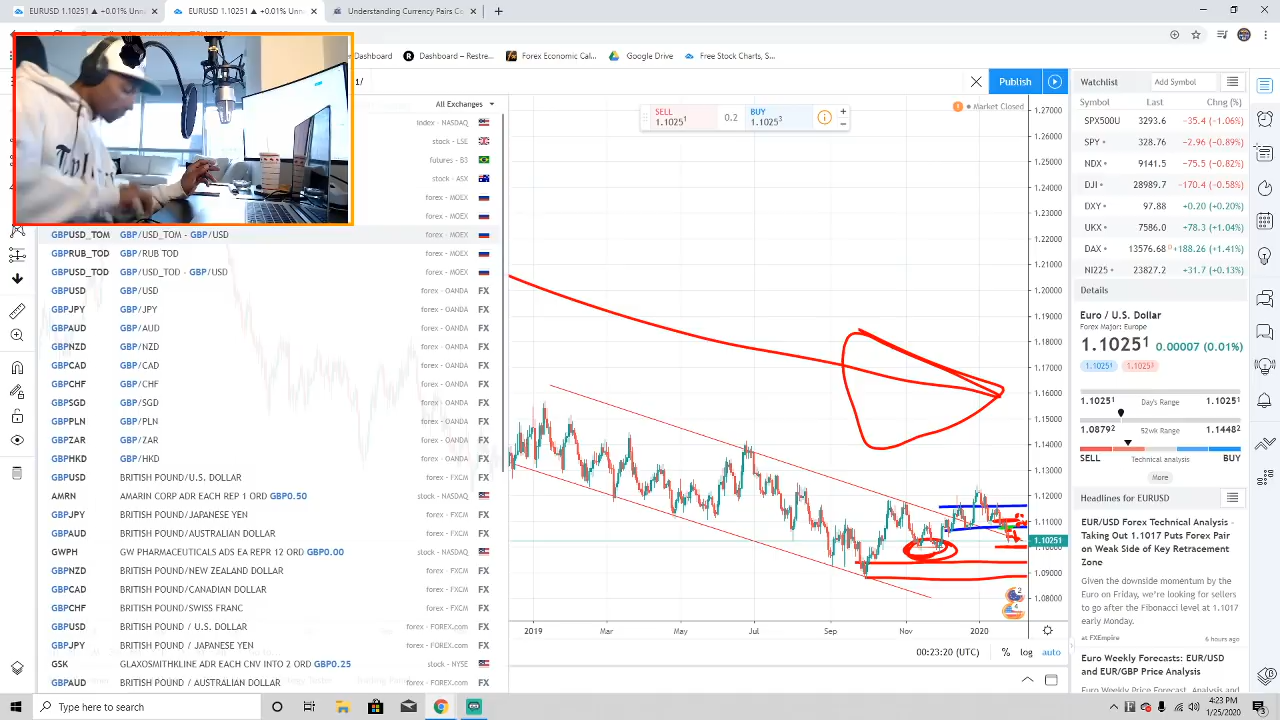 EURUSD 1.10251 ▲ +0.01% Unn
EURUSD 1.10251 ▲ +0.01% Unn
Understanding Currency Pairs Co
Dashboard
Dashboard – Restre...
Forex Economic Cal...
Google Drive
Free Stock Charts,...
1/
Publish
All Exchanges
index - NASDAQ
stock - LSE
futures - B3
stock - ASX
forex - MOEX
forex - MOEX
GBPUSD_TOM GBP/USD_TOM - GBP/USD forex - MOEX
GBPRUB_TOD GBP/RUB TOD forex - MOEX
GBPUSD_TOD GBP/USD_TOD - GBP/USD forex - MOEX
GBPUSD GBP/USD forex - OANDA FX
GBPJPY GBP/JPY forex - OANDA FX
GBPAUD GBP/AUD forex - OANDA FX
GBPNZD GBP/NZD forex - OANDA FX
GBPCAD GBP/CAD forex - OANDA FX
GBPCHF GBP/CHF forex - OANDA FX
GBPSGD GBP/SGD forex - OANDA FX
GBPPLN GBP/PLN forex - OANDA FX
GBPZAR GBP/ZAR forex - OANDA FX
GBPHKD GBP/HKD forex - OANDA FX
GBPUSD BRITISH POUND/U.S. DOLLAR forex - FXCM FX
AMRN AMARIN CORP ADR EACH REP 1 ORD GBP0.50 stock - NASDAQ
GBPJPY BRITISH POUND/JAPANESE YEN forex - FXCM FX
GBPAUD BRITISH POUND/AUSTRALIAN DOLLAR forex - FXCM FX
GWPH GW PHARMACEUTICALS ADS EA REPR 12 ORD GBP0.00 stock - NASDAQ
GBPNZD BRITISH POUND/NEW ZEALAND DOLLAR forex - FXCM FX
GBPCAD BRITISH POUND/CANADIAN DOLLAR forex - FXCM FX
GBPCHF BRITISH POUND/SWISS FRANC forex - FXCM FX
GBPUSD BRITISH POUND / U.S. DOLLAR forex - FOREX.com FX
GBPJPY BRITISH POUND / JAPANESE YEN forex - FOREX.com FX
GSK GLAXOSMITHKLINE ADR EACH CNV INTO 2 ORD GBP0.25 stock - NYSE
GBPAUD BRITISH POUND / AUSTRALIAN DOLLAR forex - FOREX.com FX
SELL
1.1025¹
0.2
BUY
1.1025³
Market Closed
1.27000
1.26000
1.25000
1.24000
1.23000
1.22000
1.21000
1.20000
1.19000
1.18000
1.17000
1.16000
1.15000
1.14000
1.13000
1.12000
1.11000
1.10251
1.10000
1.09000
1.08000
2019 Mar May Jul Sep Nov 2020
00:23:20 (UTC) % log auto
Watchlist Add Symbol
Symbol Last Chng (%)
SPX500U 3293.6 −35.4 (−1.06%)
SPY 328.76 −2.96 (−0.89%)
NDX 9141.5 −75.5 (−0.82%)
DJI 28989.7 −170.4 (−0.58%)
DXY 97.88 +0.20 (+0.20%)
UKX 7585.9 +78.3 (+1.04%)
DAX 13576.68 +188.26 (+1.41%)
NI225 23827.2 +31.7 (+0.13%)
Details
Euro / U.S. Dollar
Forex Major: Europe
1.1025¹ 0.00007 (0.01%)
1.1025¹ 1.1025³
1.10251 Day's Range 1.10251
1.0879² 52wk Range 1.1448²
SELL Technical analysis BUY
More
Headlines for EURUSD
EUR/USD Forex Technical Analysis -
Taking Out 1.1017 Puts Forex Pair
on Weak Side of Key Retracement
Zone
Given the downside momentum by the
Euro on Friday, we're looking for sellers
to go after the Fibonacci level at 1.1017
early Monday.
at FXEmpire 6 hours ago
Euro Weekly Forecasts: EUR/USD
and EUR/GBP Price Analysis
Euro Weekly Price Forecast, Analysis and
Type here to search
4:23 PM
1/25/2020